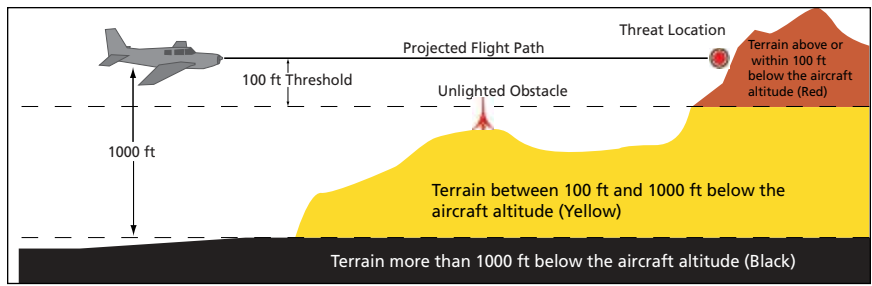 Threat Location
Projected Flight Path
Terrain above or
within 100 ft
below the aircraft
altitude (Red)
100 ft Threshold
Unlighted Obstacle
1000 ft
Terrain between 100 ft and 1000 ft below the
aircraft altitude (Yellow)
Terrain more than 1000 ft below the aircraft altitude (Black)